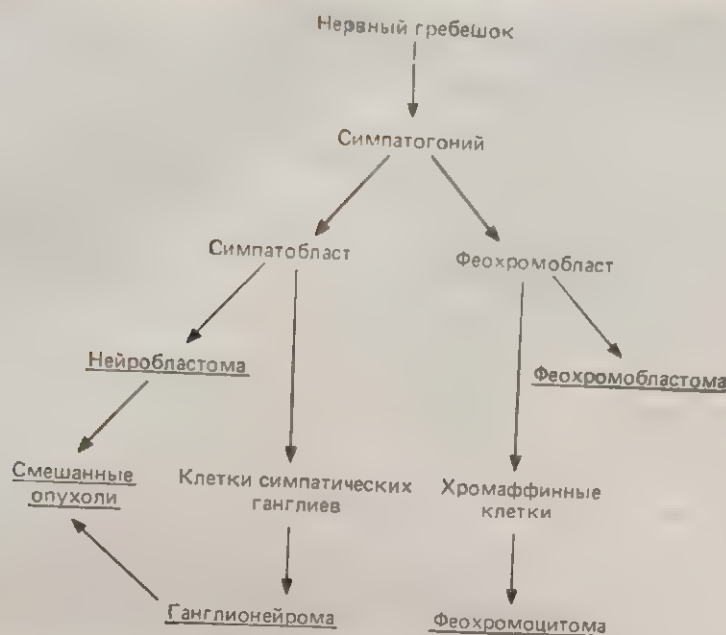 Нервный гребешок
Симпатогоний
Симпатобласт
Феохромобласт
Нейробластома
Феохромобластома
Смешанные
опухоли
Клетки симпатических
ганглиев
Хромаффинные
клетки
Ганглионейрома
Феохромоцитома